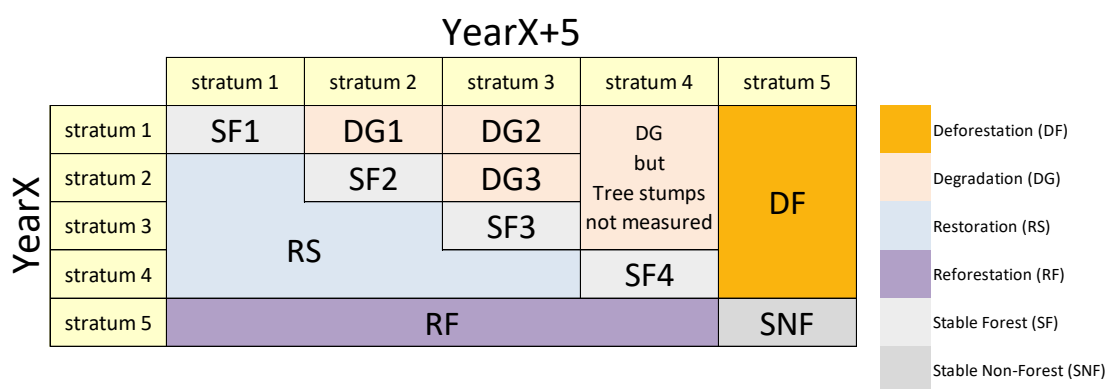 YearX+5
stratum 1 stratum 2 stratum 3 stratum 4 stratum 5
YearX
stratum 1 SF1 DG1 DG2
stratum 2 SF2 DG3
stratum 3 SF3
stratum 4 RS SF4
stratum 5 RF SNF
DG
but
Tree stumps
not measured
DF
Deforestation (DF)
Degradation (DG)
Restoration (RS)
Reforestation (RF)
Stable Forest (SF)
Stable Non-Forest (SNF)